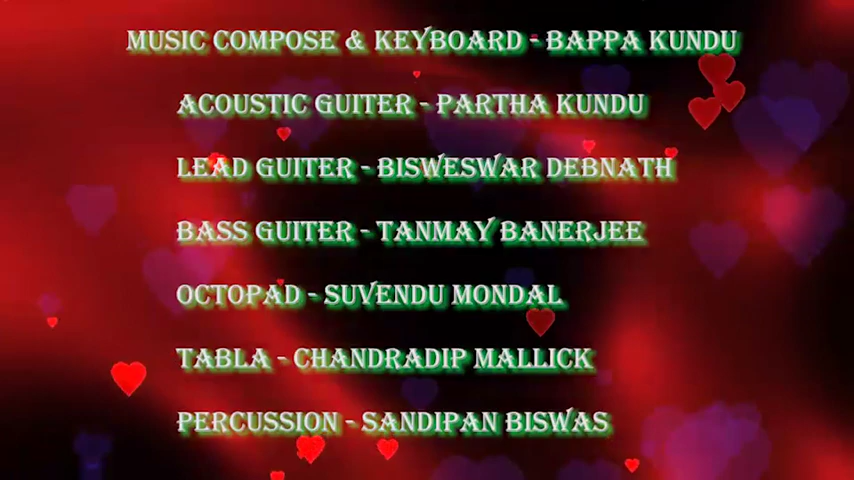 MUSIC COMPOSE & KEYBOARD - BAPPA KUNDU
ACOUSTIC GUITER - PARTHA KUNDU
LEAD GUITER - BISWESWAR DEBNATH
BASS GUITER - TANMAY BANERJEE
OCTOPAD - SUVENDU MONDAL
TABLA - CHANDRADIP MALLICK
PERCUSSION - SANDIPAN BISWAS